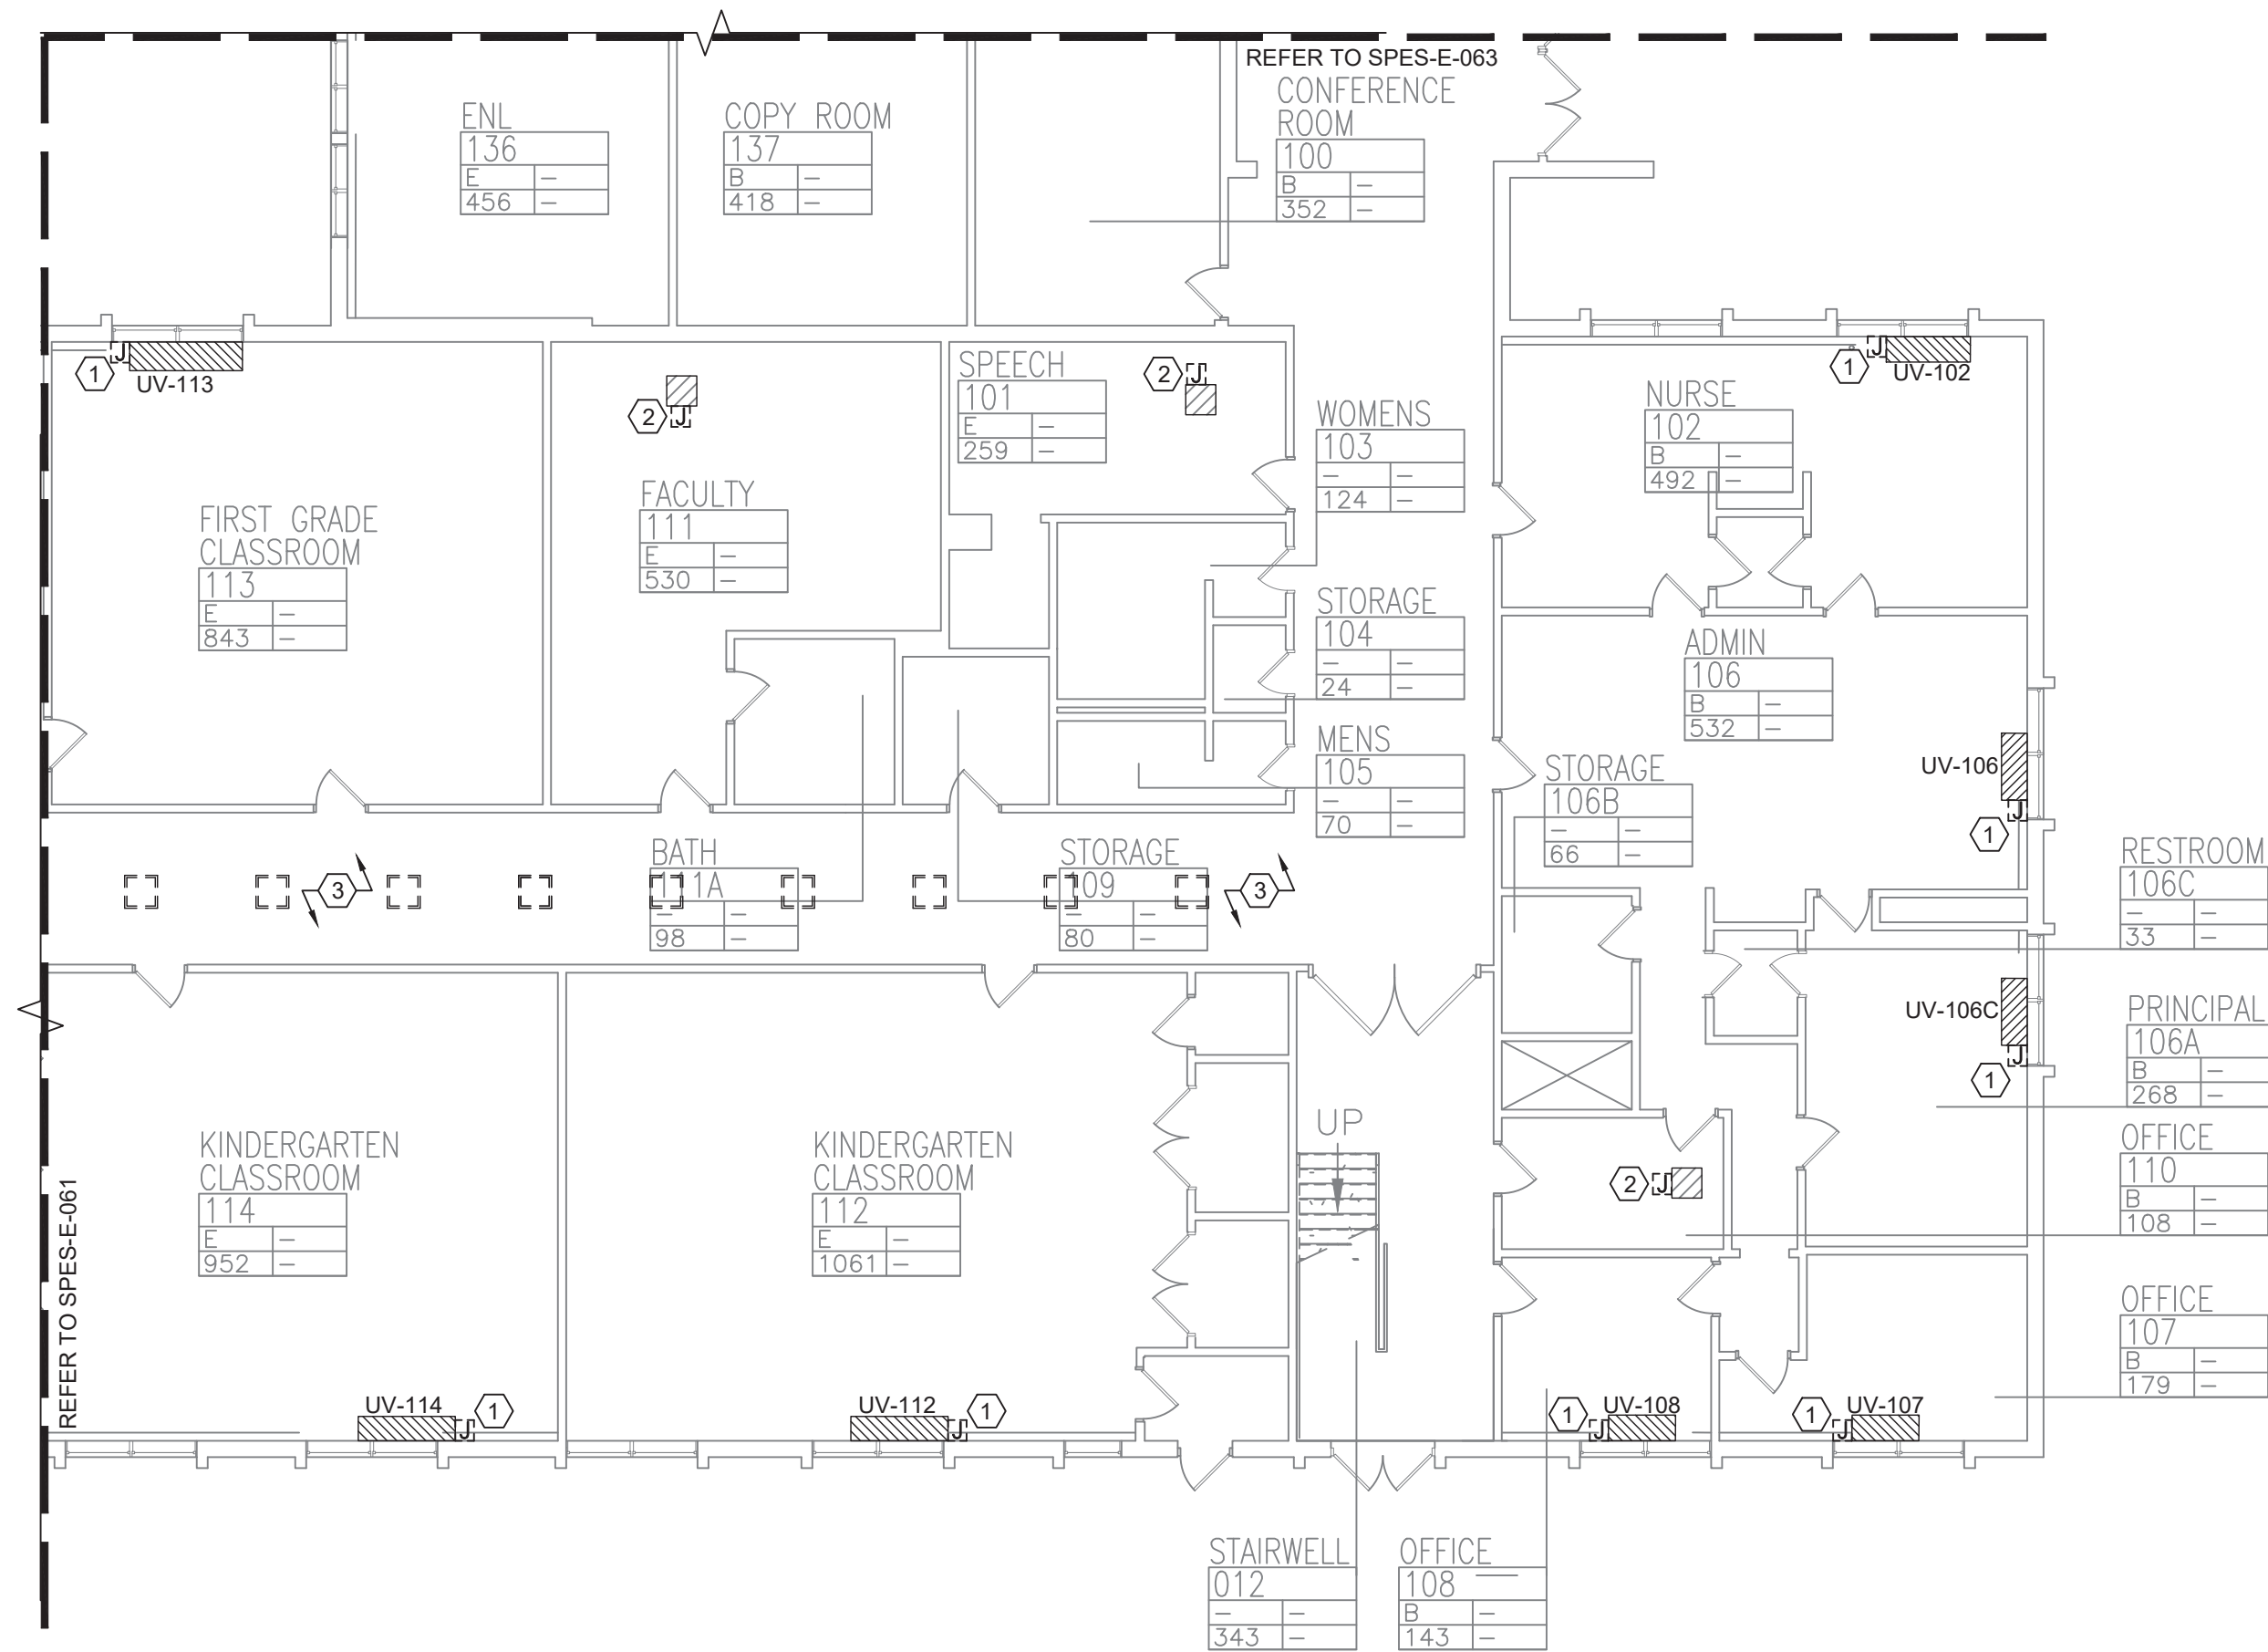 REFER TO SPES-E-063
CONFERENCE
ROOM
100
B –
352 –
ENL
136
E –
456 –
COPY ROOM
137
B –
418 –
1
J
UV-113
2
J
SPEECH
101
E –
259 –
2
J
1
J
UV-102
NURSE
102
B –
492 –
WOMENS
103
– –
124 –
FIRST GRADE
CLASSROOM
113
E –
843 –
FACULTY
111
E –
530 –
STORAGE
104
– –
24 –
ADMIN
106
B –
532 –
MENS
105
– –
70 –
STORAGE
106B
– –
66 –
UV-106
J
1
3
BATH
111A
– –
98 –
STORAGE
109
– –
80 –
3
RESTROOM
106C
– –
33 –
UV-106C
J
1
PRINCIPAL
106A
B –
268 –
KINDERGARTEN
CLASSROOM
114
E –
952 –
KINDERGARTEN
CLASSROOM
112
E –
1061 –
UP
2
J
OFFICE
110
B –
108 –
OFFICE
107
B –
179 –
REFER TO SPES-E-061
UV-114
J
1
UV-112
J
1
1
J
UV-108
1
J
UV-107
STAIRWELL
012
– –
343 –
OFFICE
108
B –
143 –